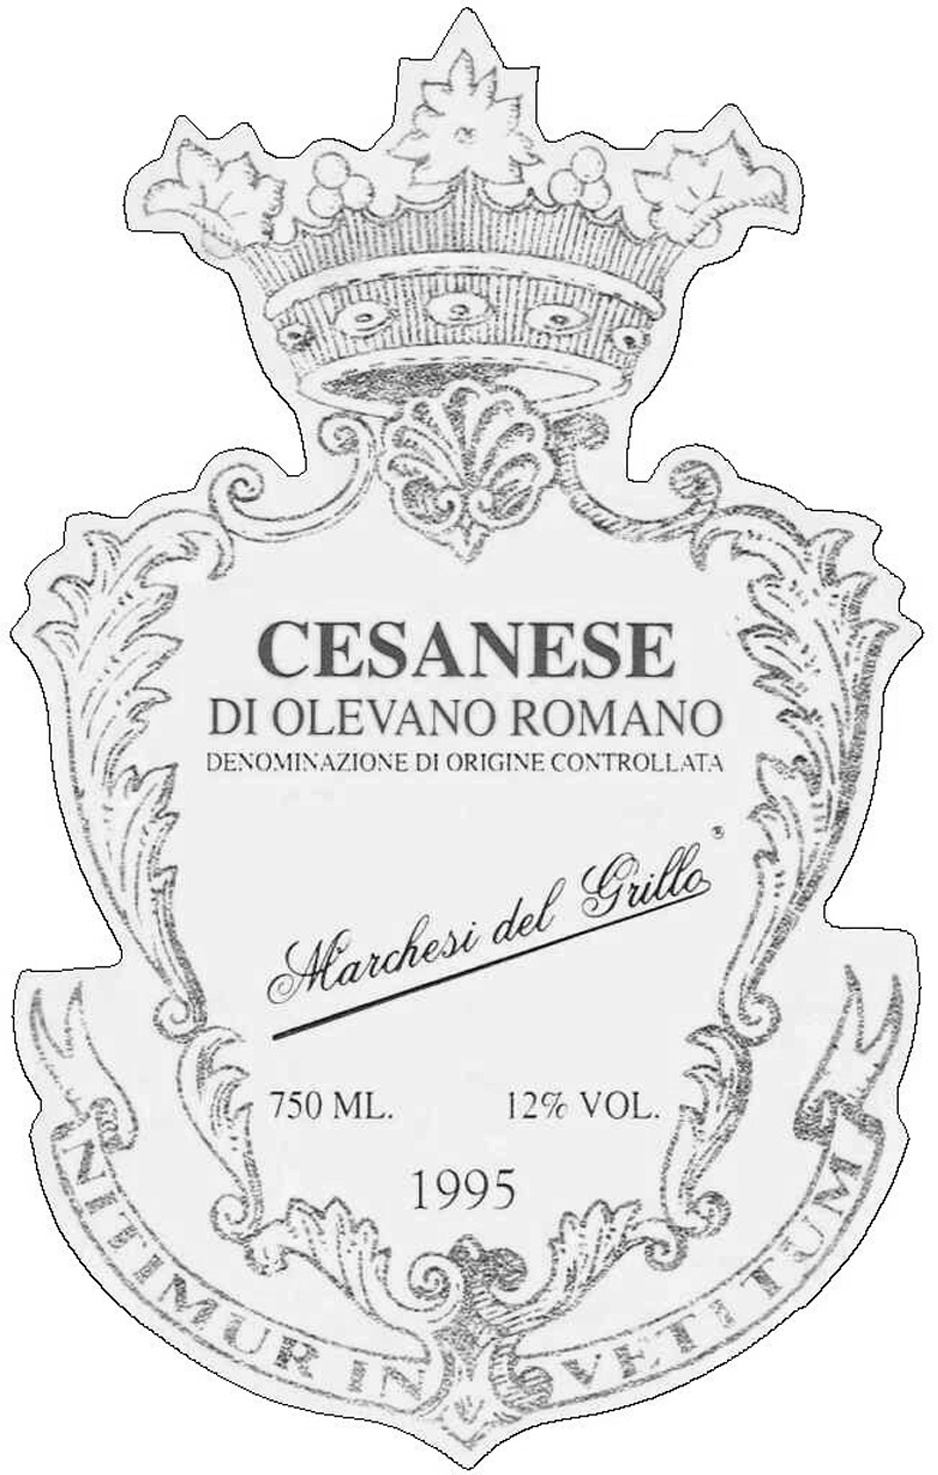 CESANESE
DI OLEVANO ROMANO
DENOMINAZIONE DI ORIGINE CONTROLLATA
Marchesi del Grillo®
750 ML. 12% VOL.
1995
NITIMUR IN VETITUM